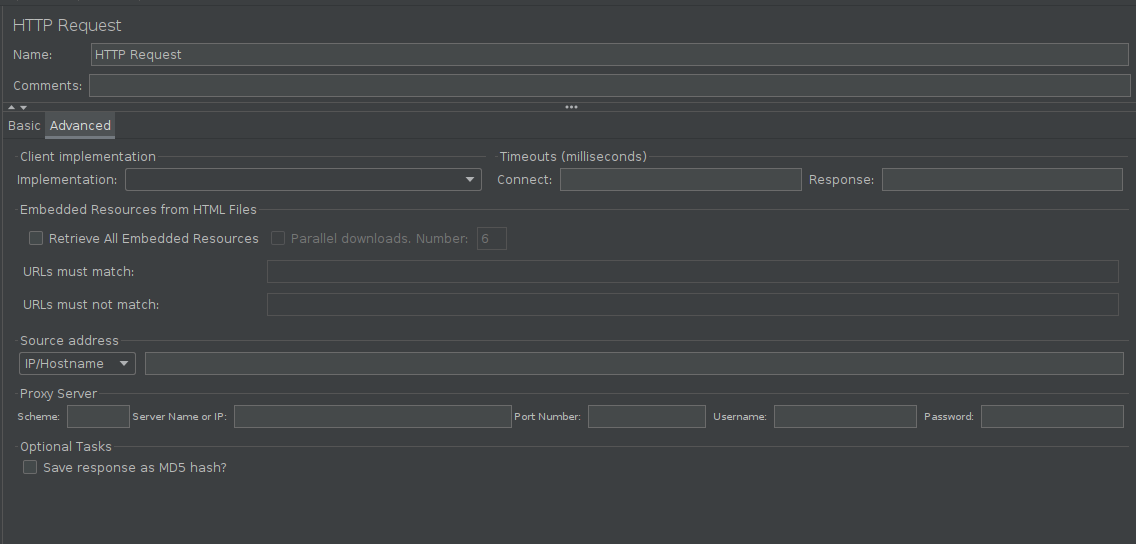 HTTP Request
Name: HTTP Request
Comments:
Basic Advanced
Client implementation Timeouts (milliseconds)
Implementation: Connect: Response:
Embedded Resources from HTML Files
Retrieve All Embedded Resources Parallel downloads. Number: 6
URLs must match:
URLs must not match:
Source address
IP/Hostname
Proxy Server
Scheme: Server Name or IP: Port Number: Username: Password:
Optional Tasks
Save response as MD5 hash?